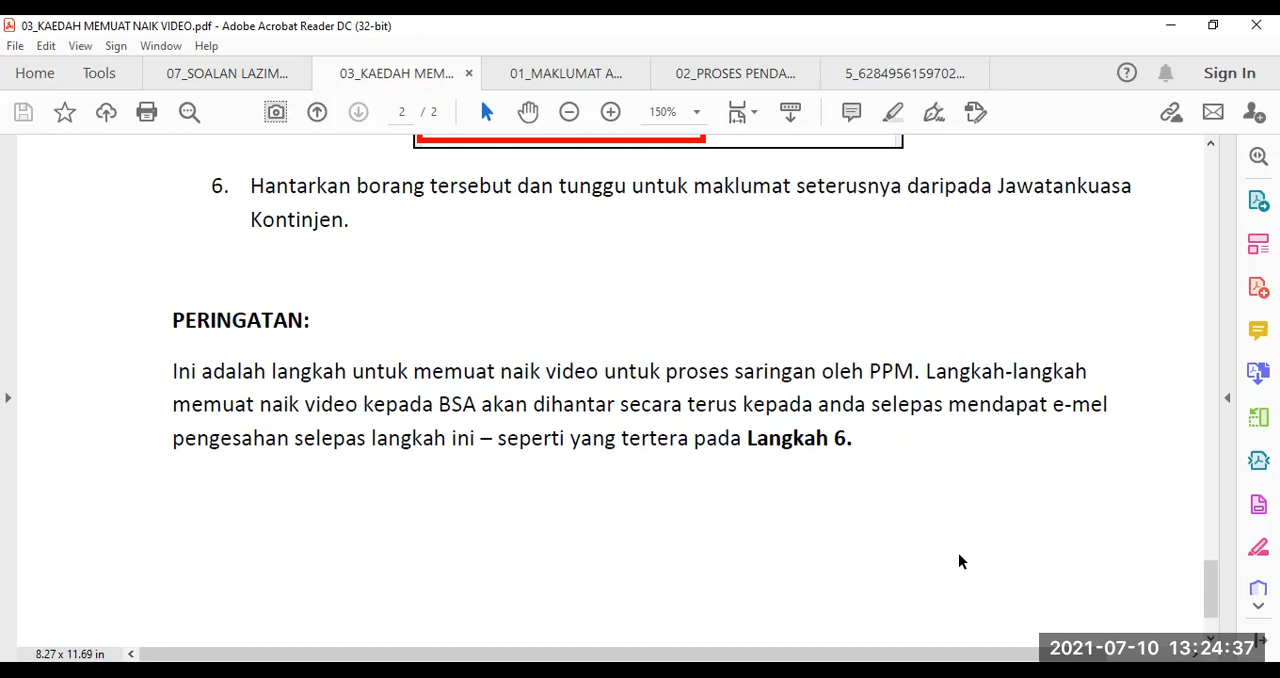 03_KAEDAH MEMUAT NAIK VIDEO.pdf - Adobe Acrobat Reader DC (32-bit)
File Edit View Sign Window Help
Home Tools 07_SOALAN LAZIM... 03_KAEDAH MEM... × 01_MAKLUMAT A... 02_PROSES PENDA... 5_6284956159702... Sign In
2 / 2 150%
6. Hantarkan borang tersebut dan tunggu untuk maklumat seterusnya daripada Jawatankuasa
Kontinjen.
PERINGATAN:
Ini adalah langkah untuk memuat naik video untuk proses saringan oleh PPM. Langkah-langkah
memuat naik video kepada BSA akan dihantar secara terus kepada anda selepas mendapat e-mel
pengesahan selepas langkah ini – seperti yang tertera pada Langkah 6.
8.27 x 11.69 in
2021-07-10 13:24:37